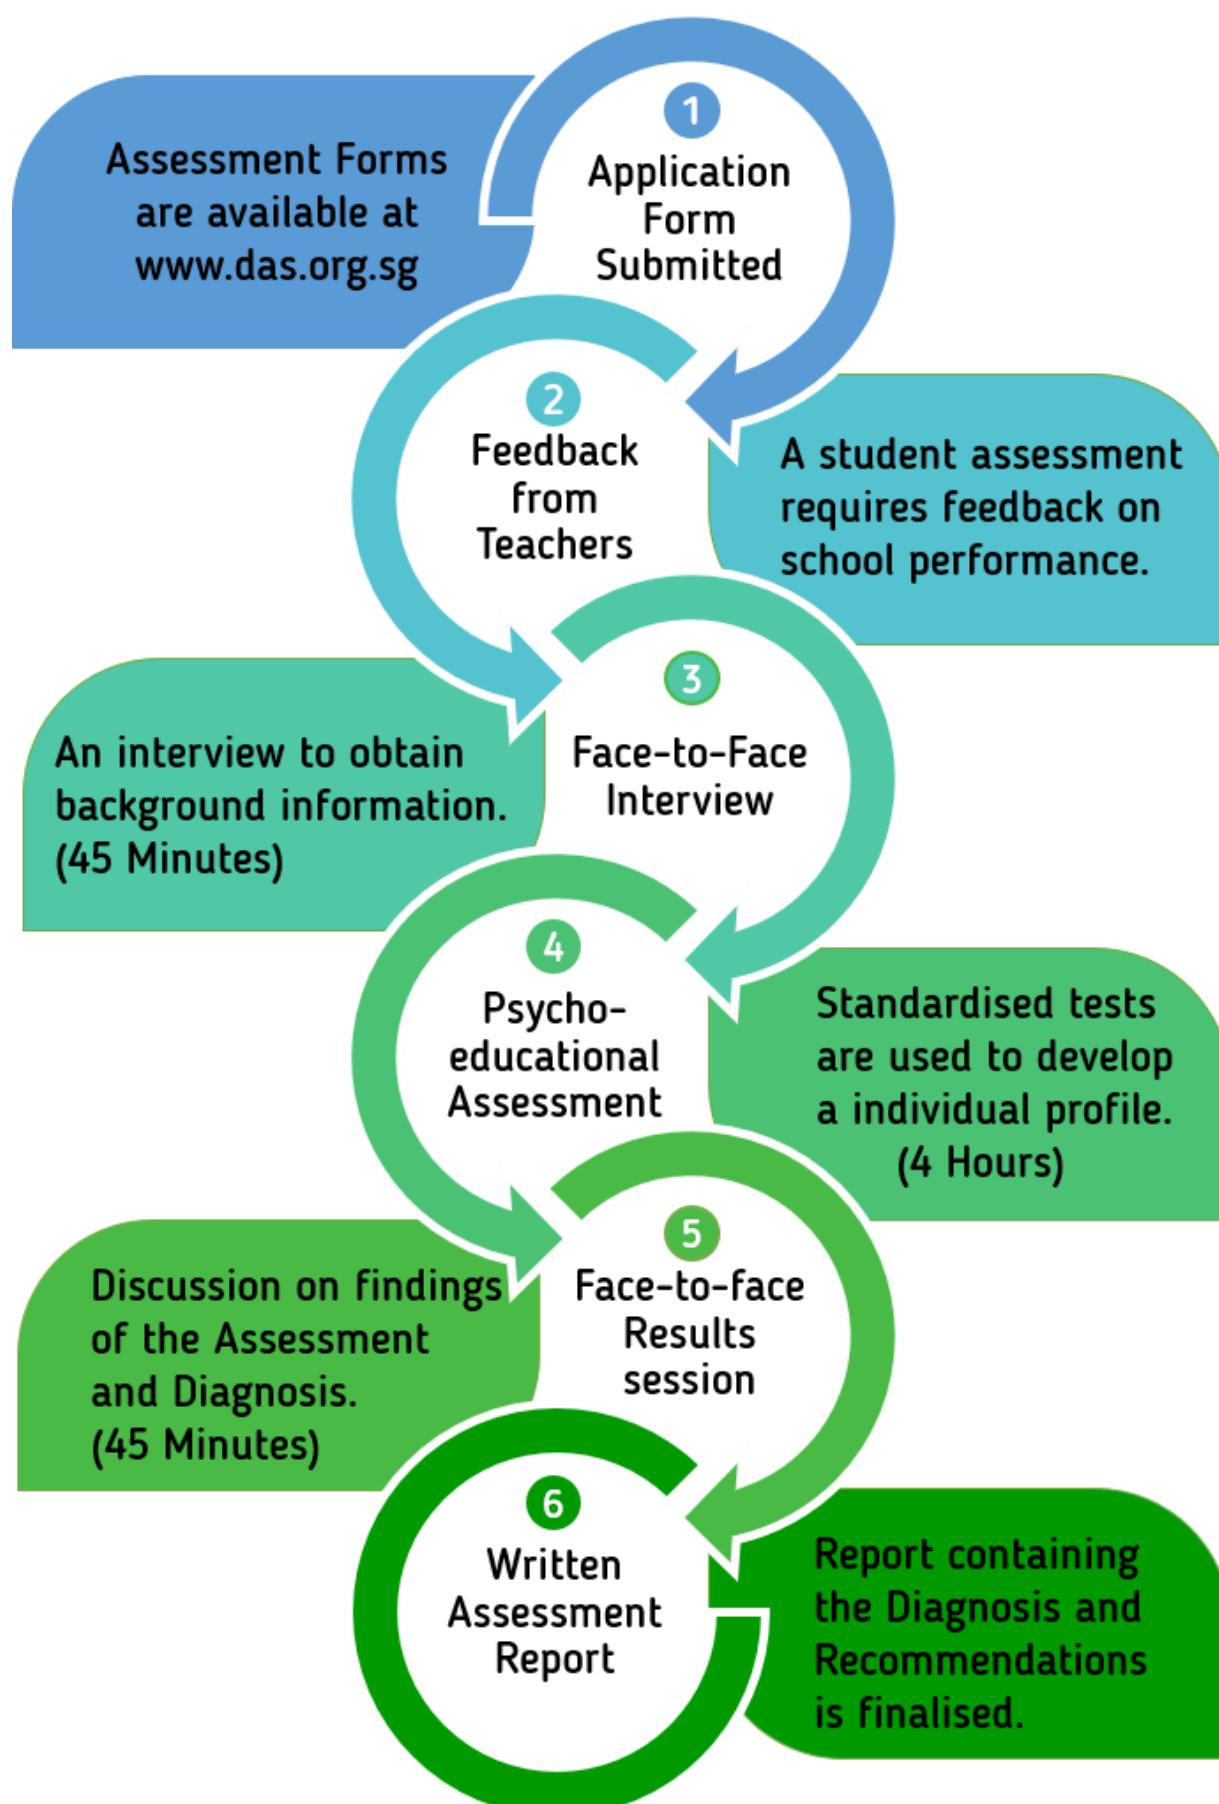 1
Application
Form
Submitted
Assessment Forms
are available at
www.das.org.sg
2
Feedback
from
Teachers
A student assessment
requires feedback on
school performance.
3
Face-to-Face
Interview
An interview to obtain
background information.
(45 Minutes)
4
Psycho-
educational
Assessment
Standardised tests
are used to develop
a individual profile.
(4 Hours)
5
Face-to-face
Results
session
Discussion on findings
of the Assessment
and Diagnosis.
(45 Minutes)
6
Written
Assessment
Report
Report containing
the Diagnosis and
Recommendations
is finalised.